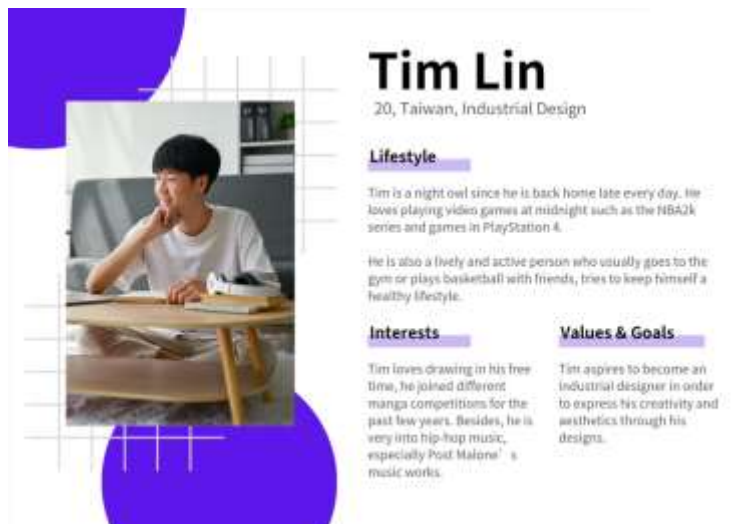 Tim Lin
20, Taiwan, Industrial Design
Lifestyle
Tim is a night owl since he is back home late every day. He
loves playing video games at midnight such as the NBA2k
series and games in PlayStation 4.
He is also a lively and active person who usually goes to the
gym or plays basketball with friends, tries to keep himself a
healthy lifestyle.
Interests
Tim loves drawing in his free
time, he joined different
manga competitions for the
past few years. Besides, he is
very into hip-hop music,
especially Post Malone’s
music works.
Values & Goals
Tim aspires to become an
industrial designer in order
to express his creativity and
aesthetics through his
designs.